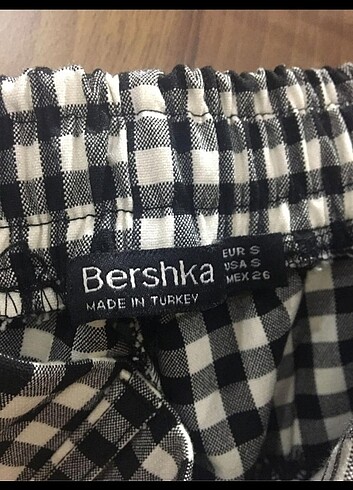 Bershka
MADE IN TURKEY
EUR S
USA S
MEX 26